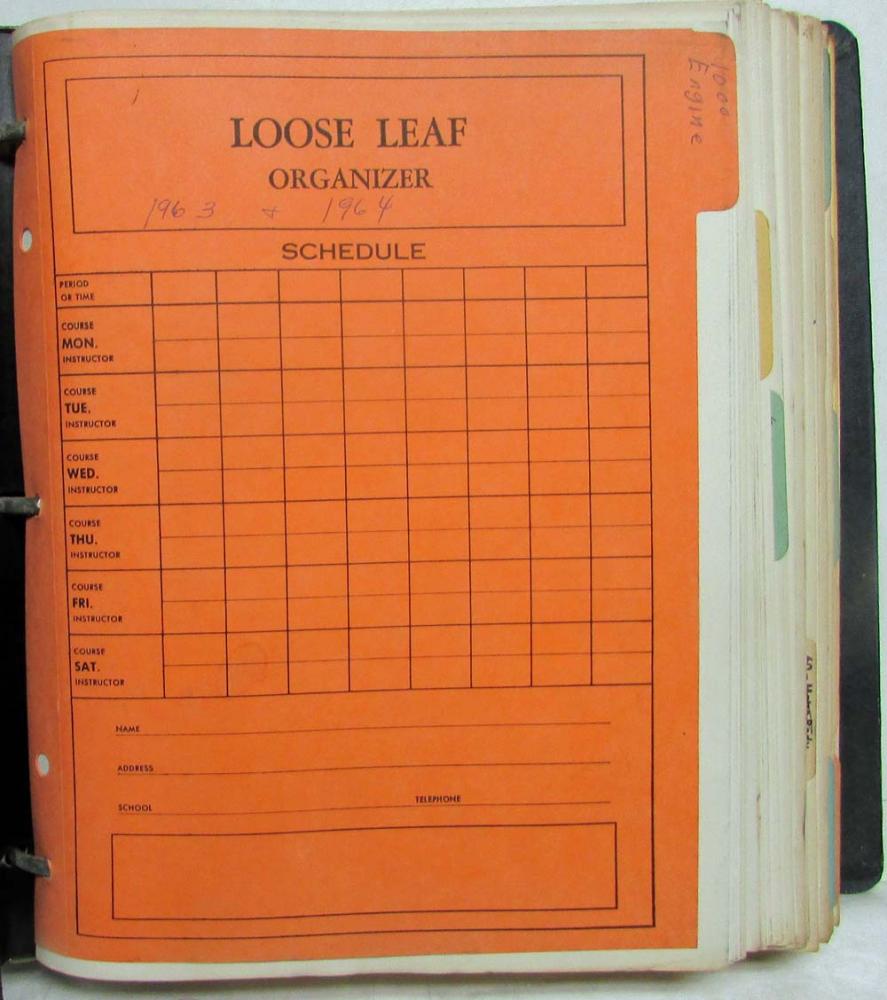 1000
Engine
LOOSE LEAF
ORGANIZER
1963 & 1964
SCHEDULE
PERIOD
OR TIME
COURSE
MON.
INSTRUCTOR
COURSE
TUE.
INSTRUCTOR
COURSE
WED.
INSTRUCTOR
COURSE
THU.
INSTRUCTOR
COURSE
FRI.
INSTRUCTOR
COURSE
SAT.
INSTRUCTOR
NAME
ADDRESS
SCHOOL TELEPHONE